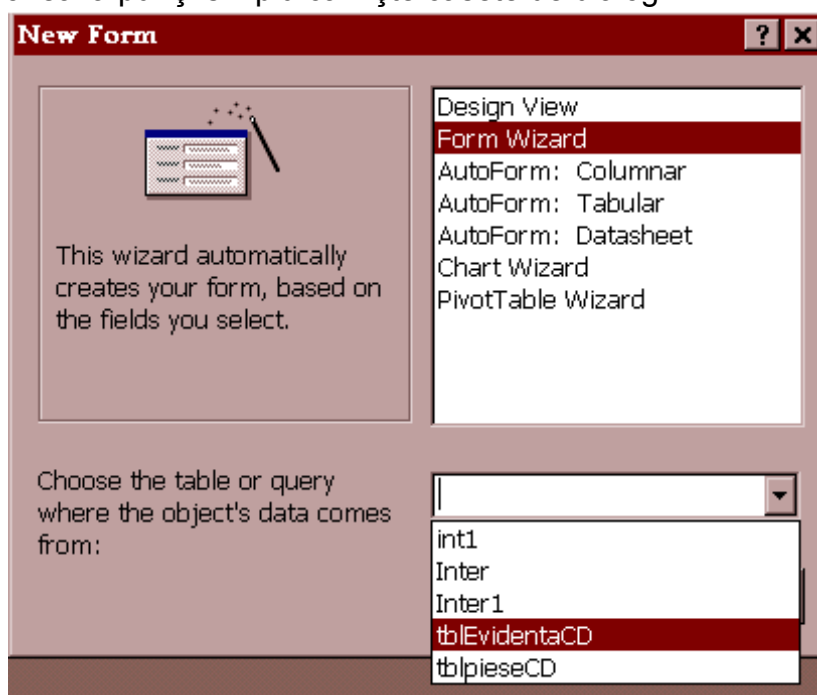 New Form
Design View
Form Wizard
AutoForm: Columnar
AutoForm: Tabular
AutoForm: Datasheet
Chart Wizard
PivotTable Wizard
This wizard automatically
creates your form, based on
the fields you select.
Choose the table or query
where the object's data comes
from:
int1
Inter
Inter1
tblEvidentaCD
tblpieseCD